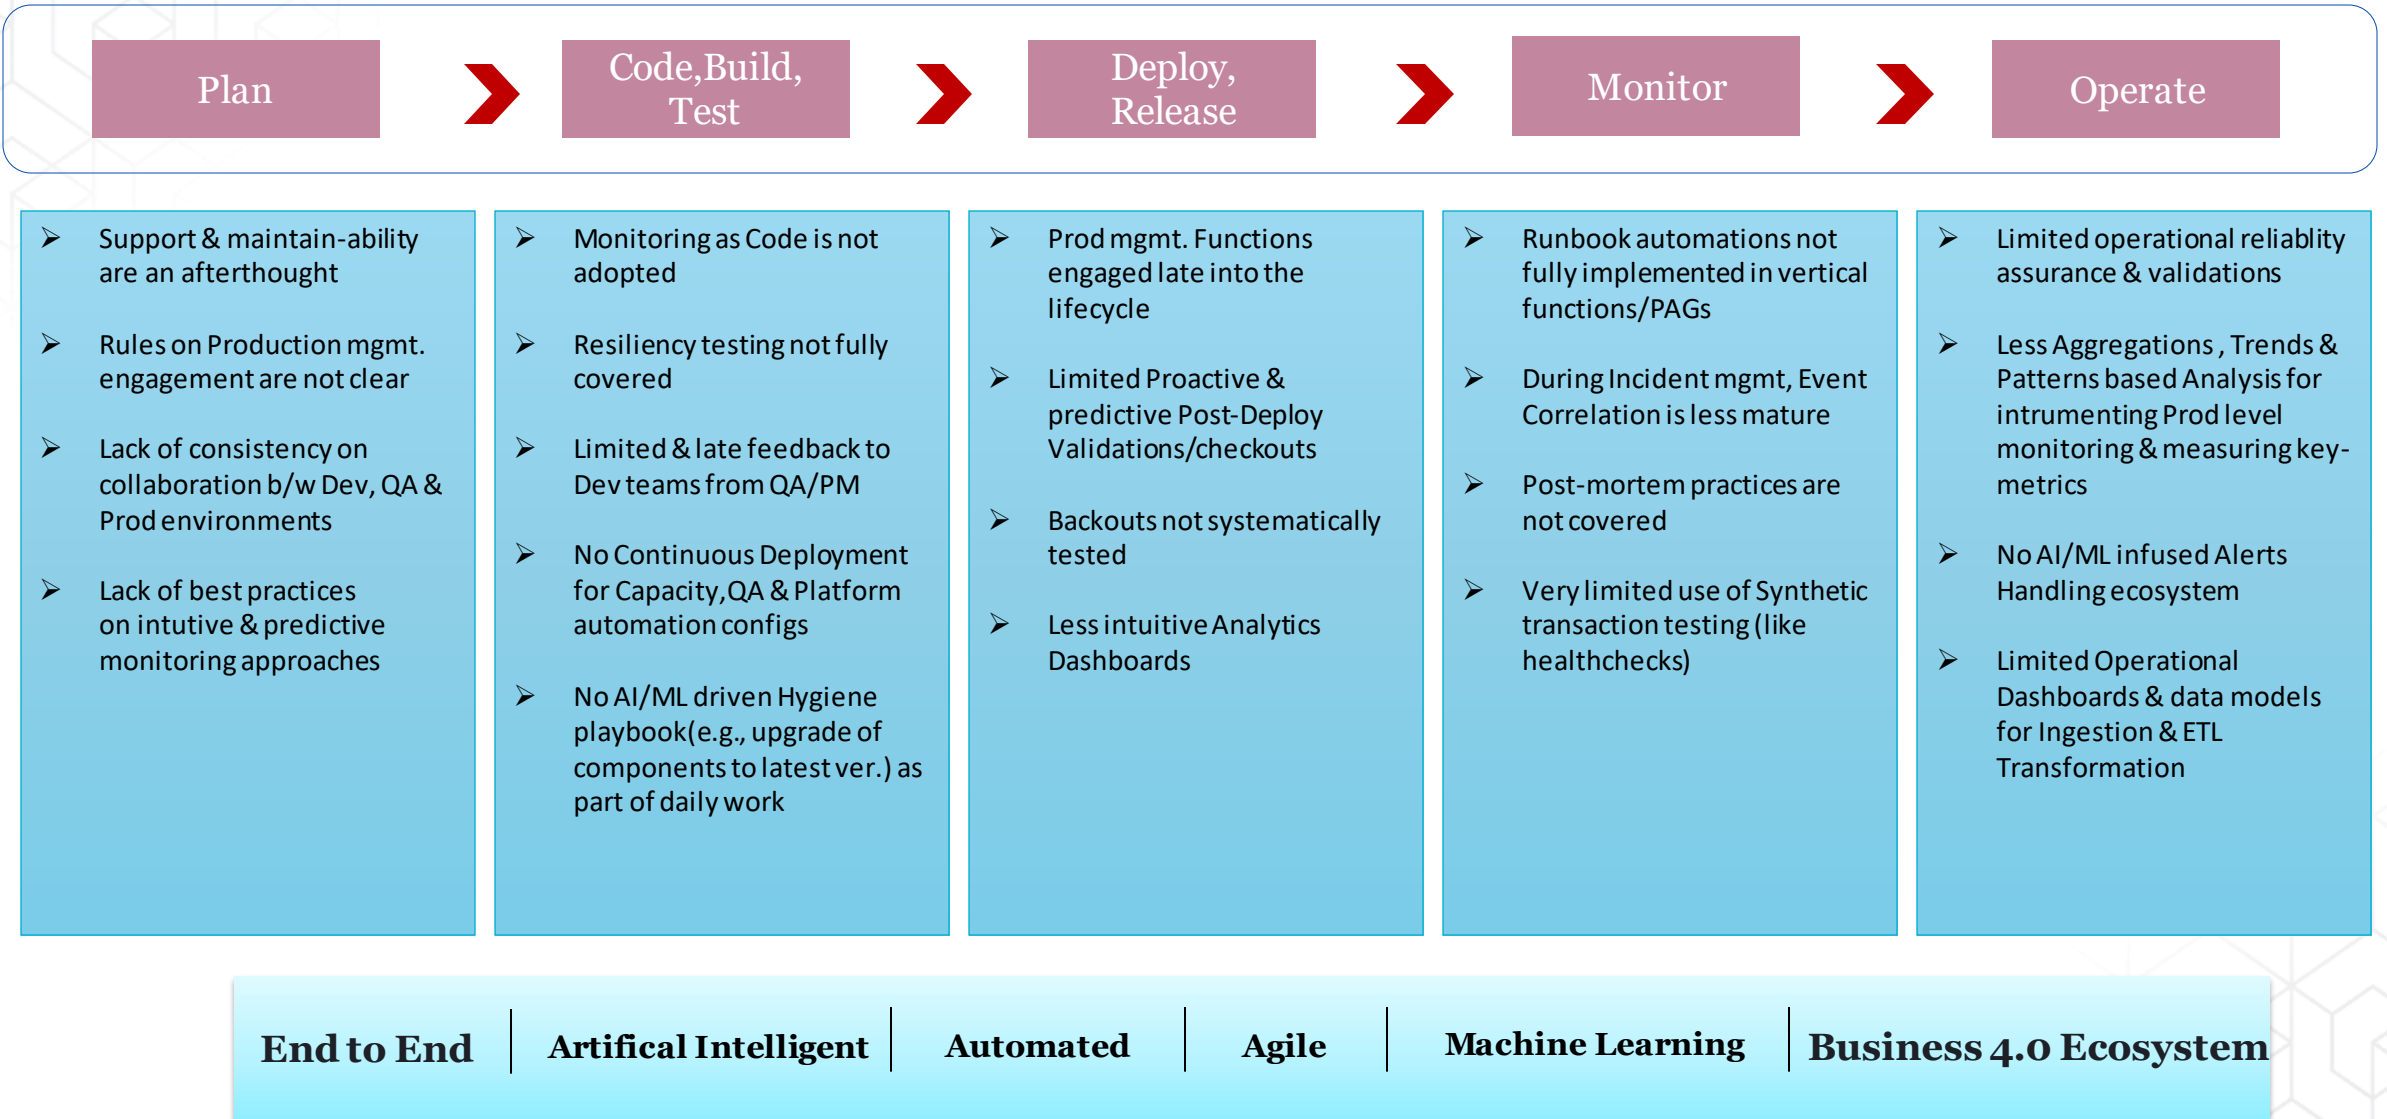 Plan
Code,Build,
Test
Deploy,
Release
Monitor
Operate
Support & maintain-ability
are an afterthought
Rules on Production mgmt.
engagement are not clear
Lack of consistency on
collaboration b/w Dev, QA &
Prod environments
Lack of best practices
on intutive & predictive
monitoring approaches
Monitoring as Code is not
adopted
Resiliency testing not fully
covered
Limited & late feedback to
Dev teams from QA/PM
No Continuous Deployment
for Capacity,QA & Platform
automation configs
No AI/ML driven Hygiene
playbook(e.g., upgrade of
components to latest ver.) as
part of daily work
Prod mgmt. Functions
engaged late into the
lifecycle
Limited Proactive &
predictive Post-Deploy
Validations/checkouts
Backouts not systematically
tested
Less intuitive Analytics
Dashboards
Runbook automations not
fully implemented in vertical
functions/PAGs
During Incident mgmt, Event
Correlation is less mature
Post-mortem practices are
not covered
Very limited use of Synthetic
transaction testing (like
healthchecks)
Limited operational reliablity
assurance & validations
Less Aggregations , Trends &
Patterns based Analysis for
intrumenting Prod level
monitoring & measuring key-
metrics
No AI/ML infused Alerts
Handling ecosystem
Limited Operational
Dashboards & data models
for Ingestion & ETL
Transformation
End to End
Artifical Intelligent
Automated
Agile
Machine Learning
Business 4.0 Ecosystem